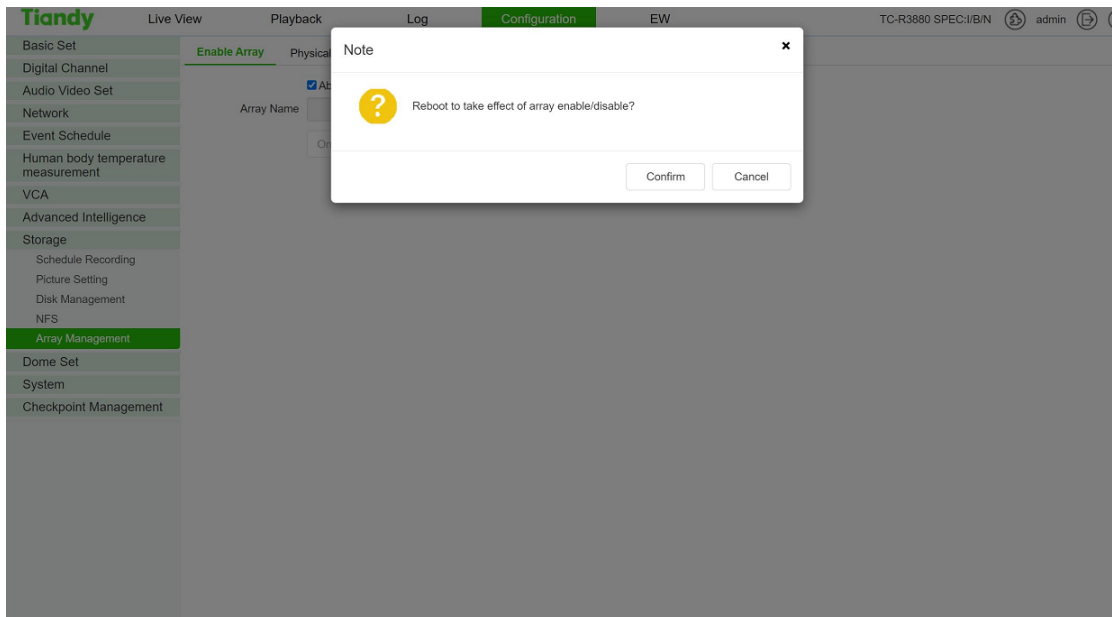 Tiandy Live View Playback Log Configuration EW TC-R3880 SPEC:I/B/N admin
Basic Set
Digital Channel
Audio Video Set
Network
Event Schedule
Human body temperature
measurement
VCA
Advanced Intelligence
Storage
Schedule Recording
Picture Setting
Disk Management
NFS
Array Management
Dome Set
System
Checkpoint Management
Enable Array Physical
Ab
Array Name
On
Note
Reboot to take effect of array enable/disable?
Confirm Cancel